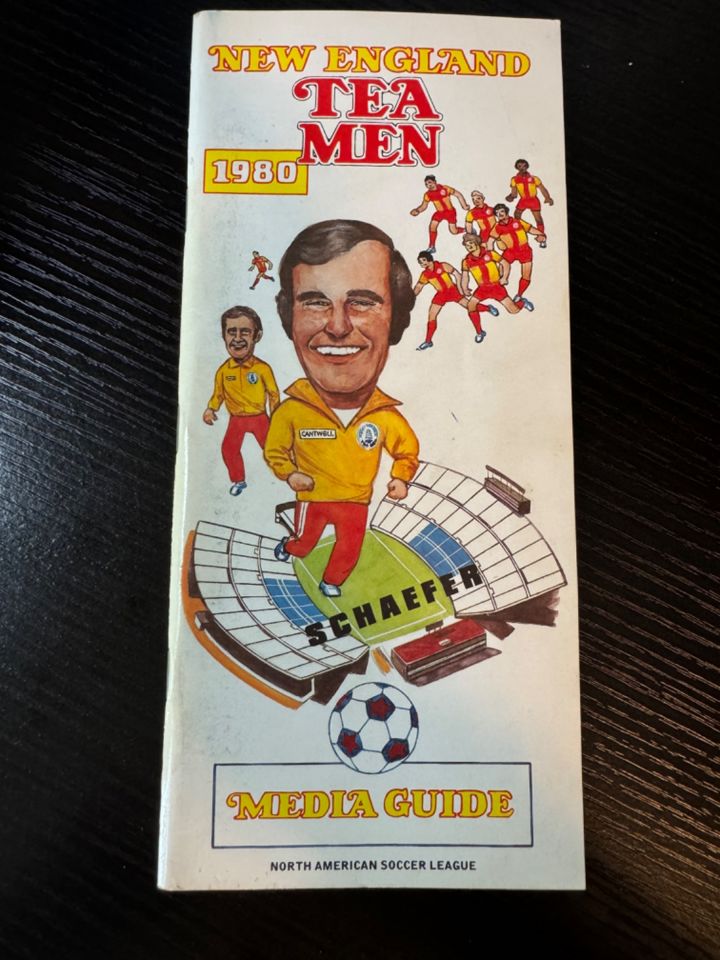 NEW ENGLAND
TEA
MEN
1980
CANTWELL
SCHAEFER
MEDIA GUIDE
NORTH AMERICAN SOCCER LEAGUE